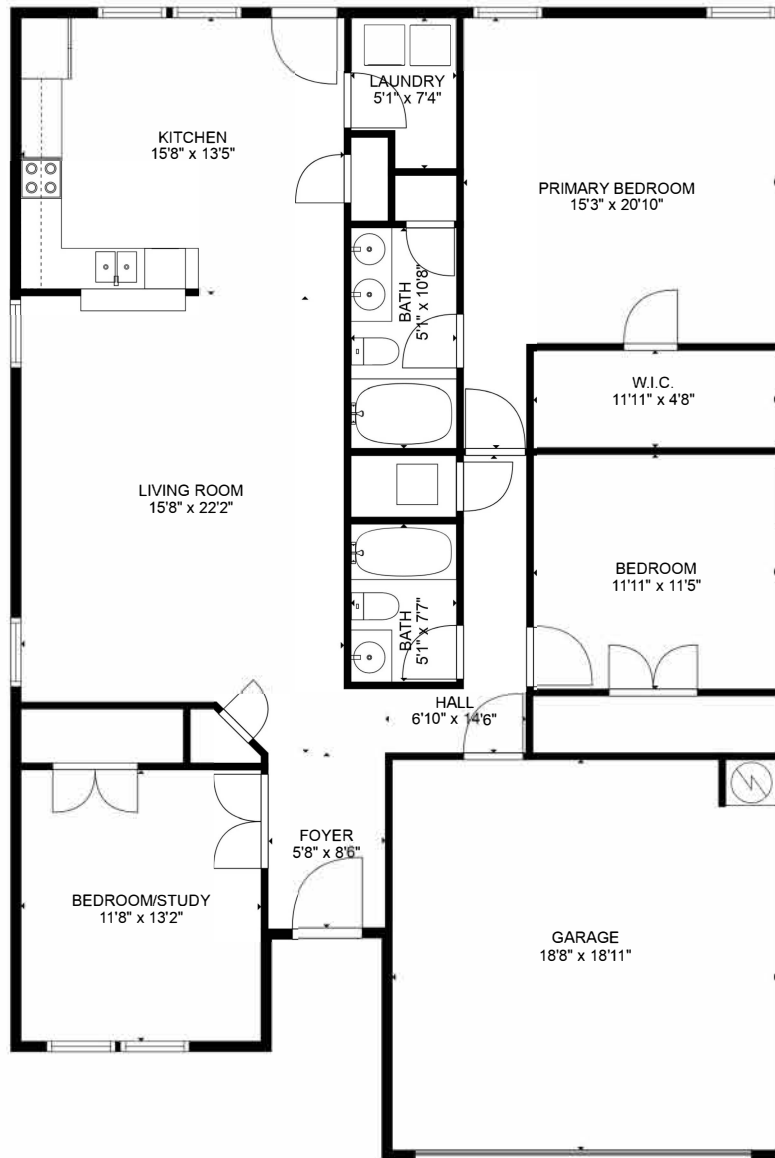 LAUNDRY
5'1" x 7'4"
KITCHEN
15'8" x 13'5"
PRIMARY BEDROOM
15'3" x 20'10"
BATH
5'1" x 10'8"
W.I.C.
11'11" x 4'8"
LIVING ROOM
15'8" x 22'2"
BEDROOM
11'11" x 11'5"
BATH
5'1" x 7'7"
HALL
6'10" x 14'6"
FOYER
5'8" x 8'6"
BEDROOM/STUDY
11'8" x 13'2"
GARAGE
18'8" x 18'11"